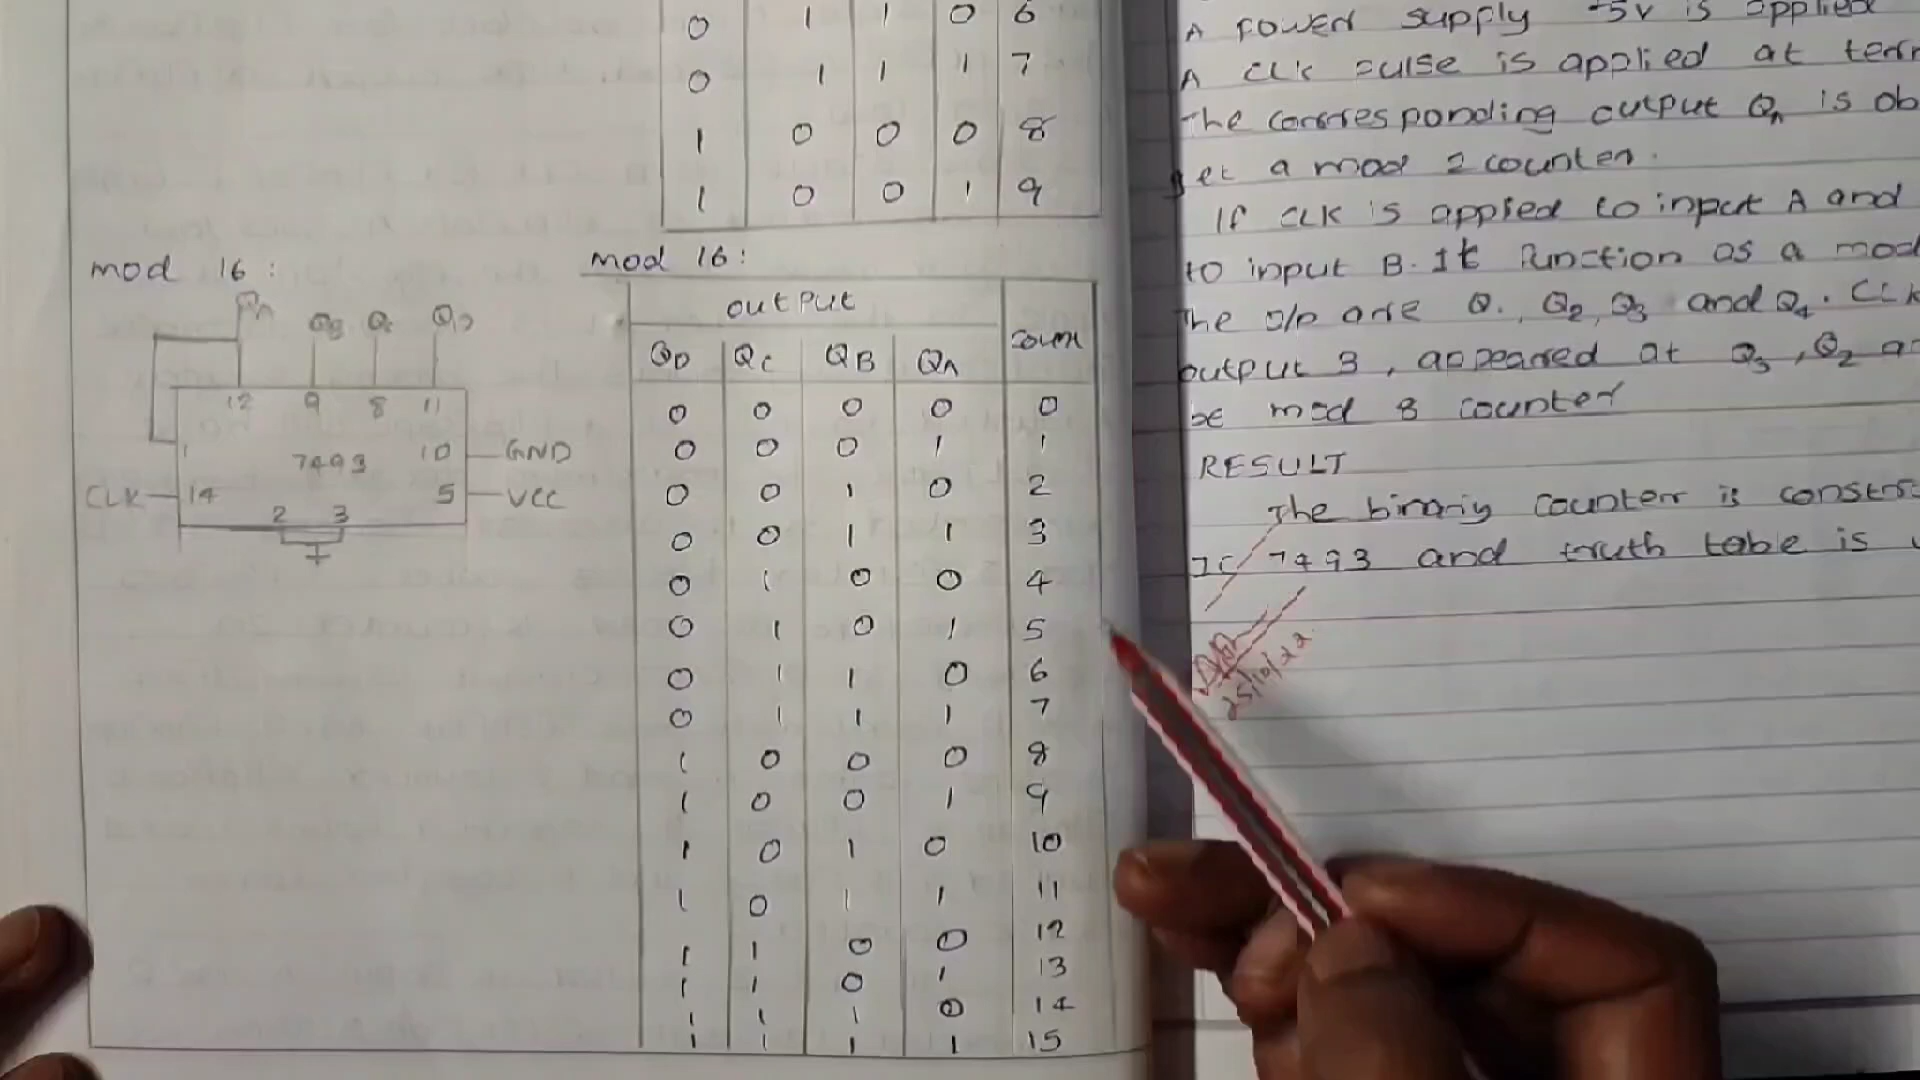 0 1 1 0 6
0 1 1 1 7
1 0 0 0 8
1 0 0 1 9
mod 16:
QA QB QC QD
12 9 8 11
1 7493 10 GND
CLK 14 5 VCC
2 3
mod 16:
output
QD QC QB QA count
0 0 0 0 0
0 0 0 1 1
0 0 1 0 2
0 0 1 1 3
0 1 0 0 4
0 1 0 1 5
0 1 1 0 6
0 1 1 1 7
1 0 0 0 8
1 0 0 1 9
1 0 1 0 10
1 0 1 1 11
1 1 0 0 12
1 1 0 1 13
1 1 1 0 14
1 1 1 1 15
A power supply 5V is applied
A CLK pulse is applied at
The corresponding output QA is
get a mod 2 counter.
If CLK is applied to input A and
to input B. It function as a mod
The o/p are Q1, Q2, Q3 and Q4. CLK
output 3, appeared at Q3, Q2
be mod 8 counter
RESULT
The binary counter is
IC 7493 and truth table is
25/10/22